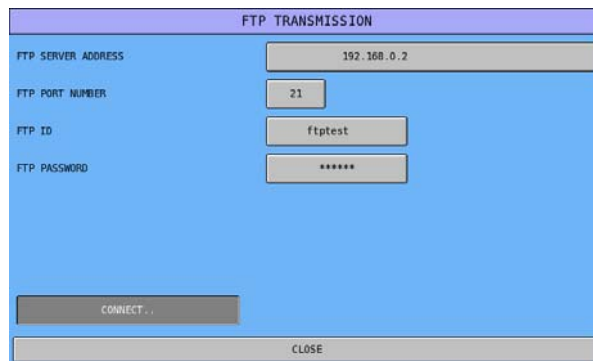 FTP TRANSMISSION
FTP SERVER ADDRESS 192.168.0.2
FTP PORT NUMBER 21
FTP ID ftptest
FTP PASSWORD ******
CONNECT..
CLOSE